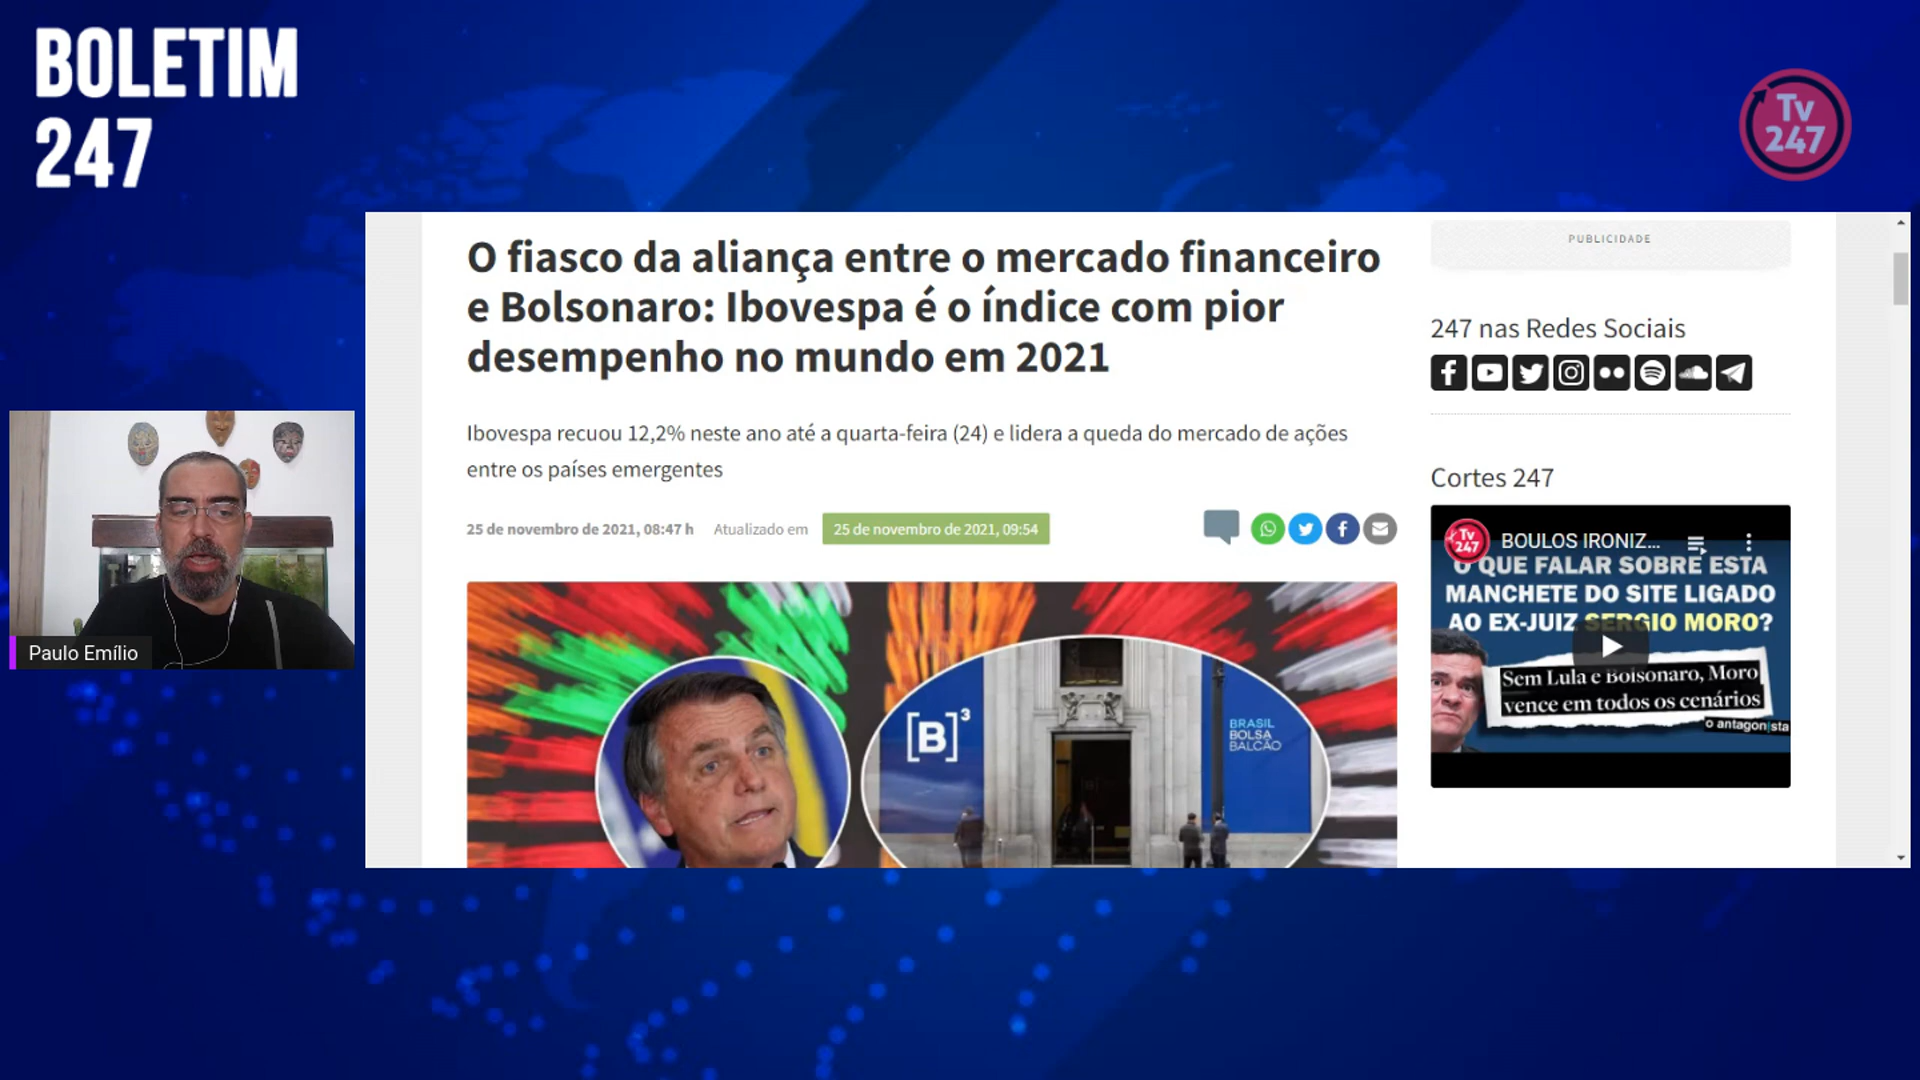 BOLETIM
247
Tv
247
O fiasco da aliança entre o mercado financeiro
e Bolsonaro: Ibovespa é o índice com pior
desempenho no mundo em 2021
Ibovespa recuou 12,2% neste ano até a quarta-feira (24) e lidera a queda do mercado de ações
entre os países emergentes
25 de novembro de 2021, 08:47 h Atualizado em 25 de novembro de 2021, 09:54
[B]³
BRASIL
BOLSA
BALCÃO
PUBLICIDADE
247 nas Redes Sociais
Cortes 247
Tv
247
BOULOS IRONIZ...
O QUE FALAR SOBRE ESTA
MANCHETE DO SITE LIGADO
AO EX-JUIZ SERGIO MORO?
Sem Lula e Bolsonaro, Moro
vence em todos os cenários
o antagonista
Paulo Emílio